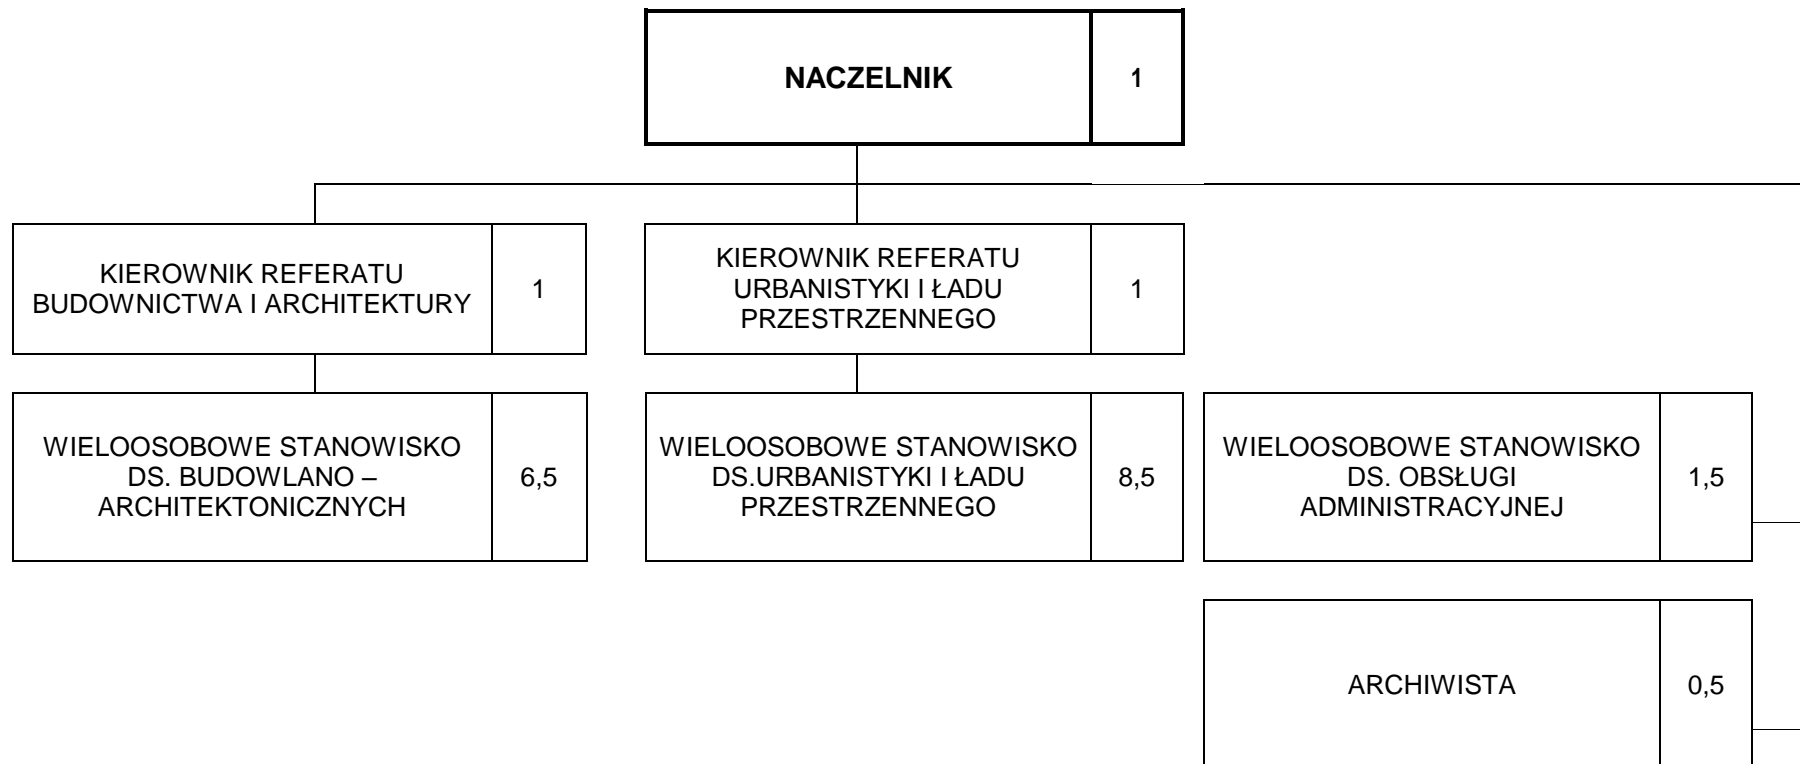 NACZELNIK
1
KIEROWNIK REFERATU
BUDOWNICTWA I ARCHITEKTURY
1
KIEROWNIK REFERATU
URBANISTYKI I ŁADU
PRZESTRZENNEGO
1
WIELOOSOBOWE STANOWISKO
DS. BUDOWLANO –
ARCHITEKTONICZNYCH
6,5
WIELOOSOBOWE STANOWISKO
DS.URBANISTYKI I ŁADU
PRZESTRZENNEGO
8,5
WIELOOSOBOWE STANOWISKO
DS. OBSŁUGI
ADMINISTRACYJNEJ
1,5
ARCHIWISTA
0,5